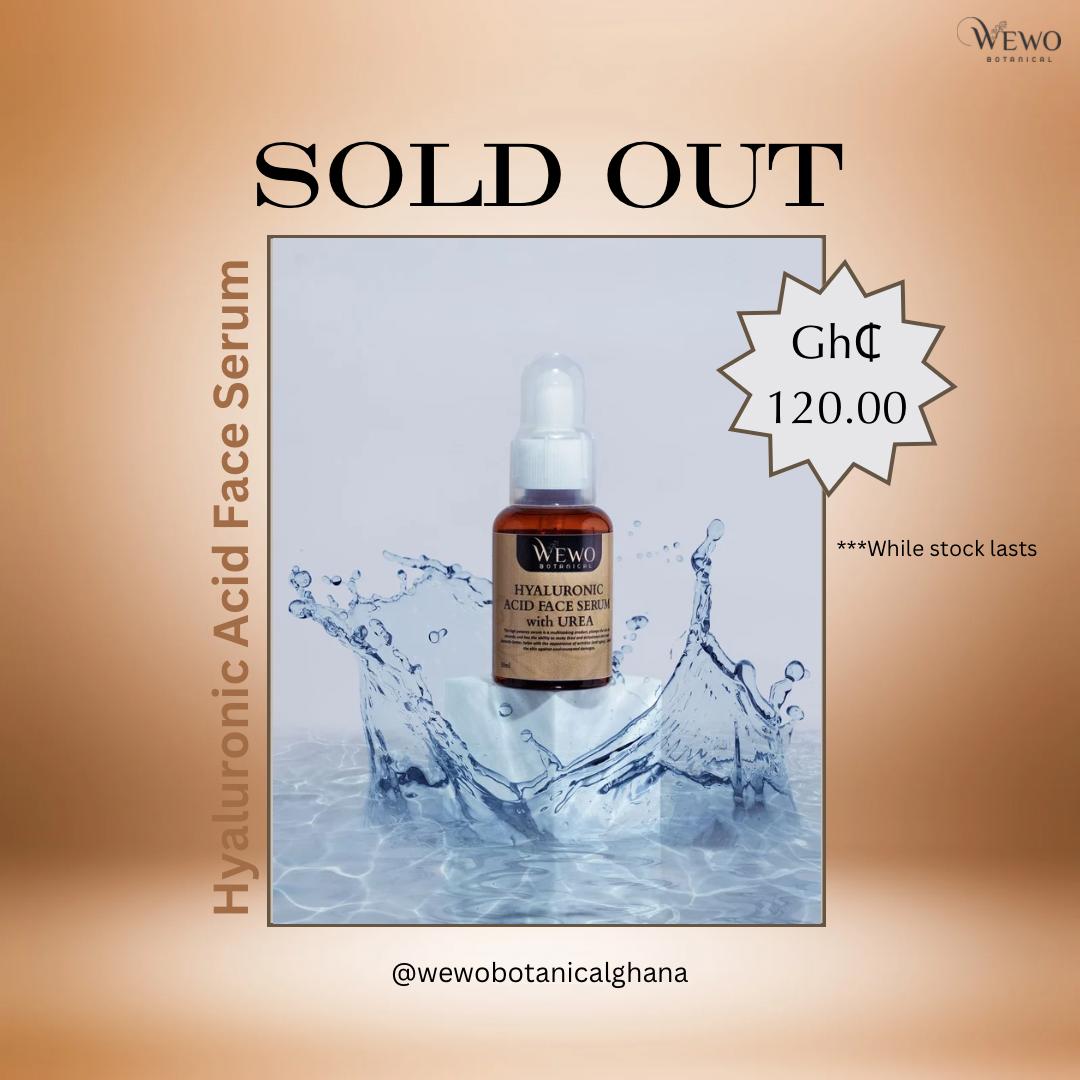 WEWO
BOTANICAL
SOLD OUT
Hyaluronic Acid Face Serum
Gh₵
120.00
***While stock lasts
WEWO
BOTANICAL
HYALURONIC
ACID FACE SERUM
with UREA
@wewobotanicalghana